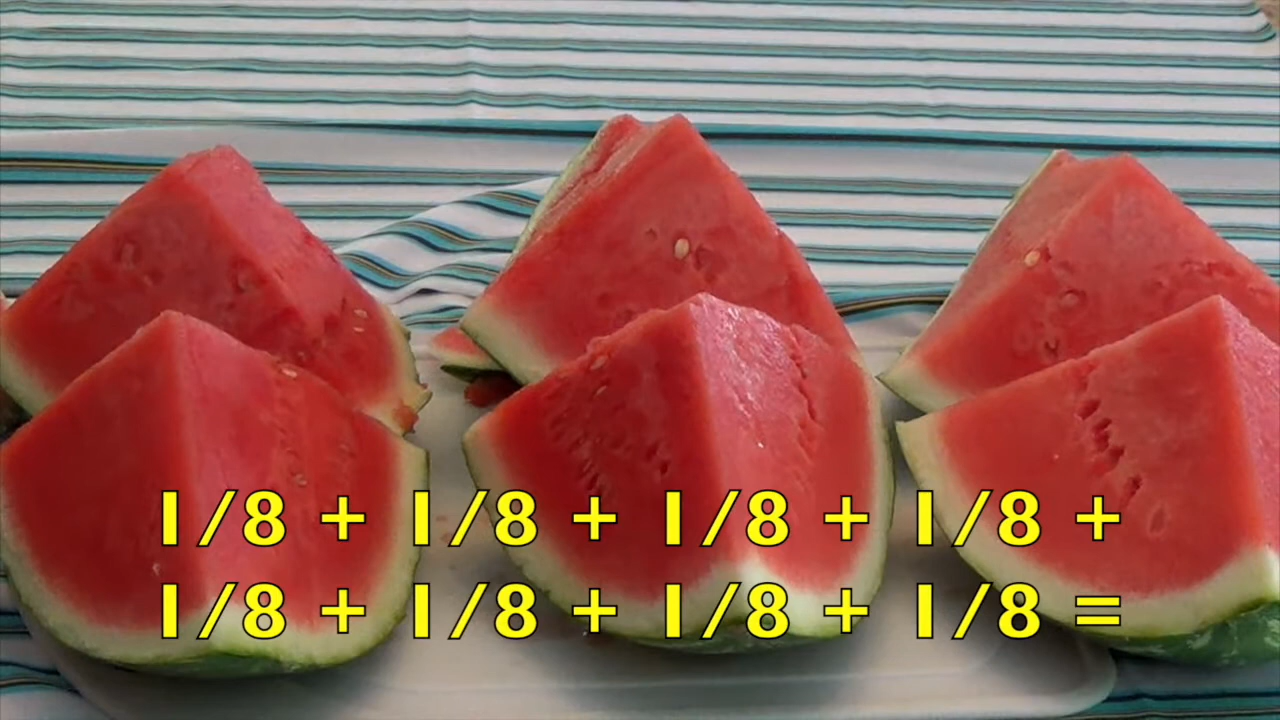 1/8 + 1/8 + 1/8 + 1/8 +
1/8 + 1/8 + 1/8 + 1/8 =